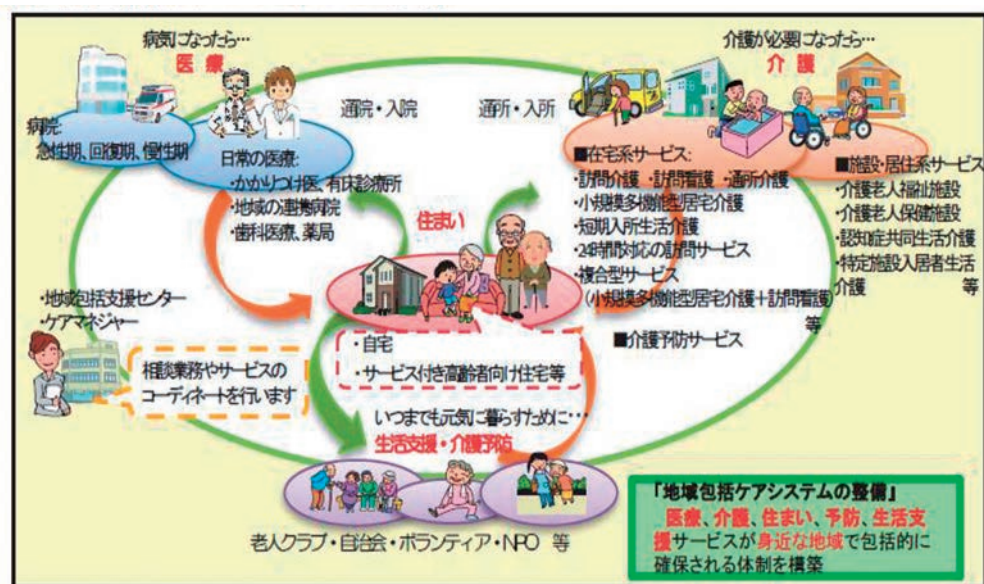 病気になったら…
医療
介護が必要になったら…
介護
病院:
急性期、回復期、慢性期
通院・入院
通所・入所
日常の医療:
・かかりつけ医、有床診療所
・地域の連携病院
・歯科医療、薬局
住まい
■在宅系サービス:
・訪問介護 ・訪問看護 ・通所介護
・小規模多機能型居宅介護
・短期入所生活介護
・24時間対応の訪問サービス
・複合型サービス
(小規模多機能型居宅介護+訪問看護)
等
■介護予防サービス
■施設・居住系サービス
・介護老人福祉施設
・介護老人保健施設
・認知症共同生活介護
・特定施設入居者生活
介護 等
・地域包括支援センター
・ケアマネジャー
相談業務やサービスの
コーディネートを行います
・自宅
・サービス付き高齢者向け住宅等
いつまでも元気に暮らすために…
生活支援・介護予防
老人クラブ・自治会・ボランティア・NPO 等
『地域包括ケアシステムの整備』
医療、介護、住まい、予防、生活支
援サービスが身近な地域で包括的に
確保される体制を構築